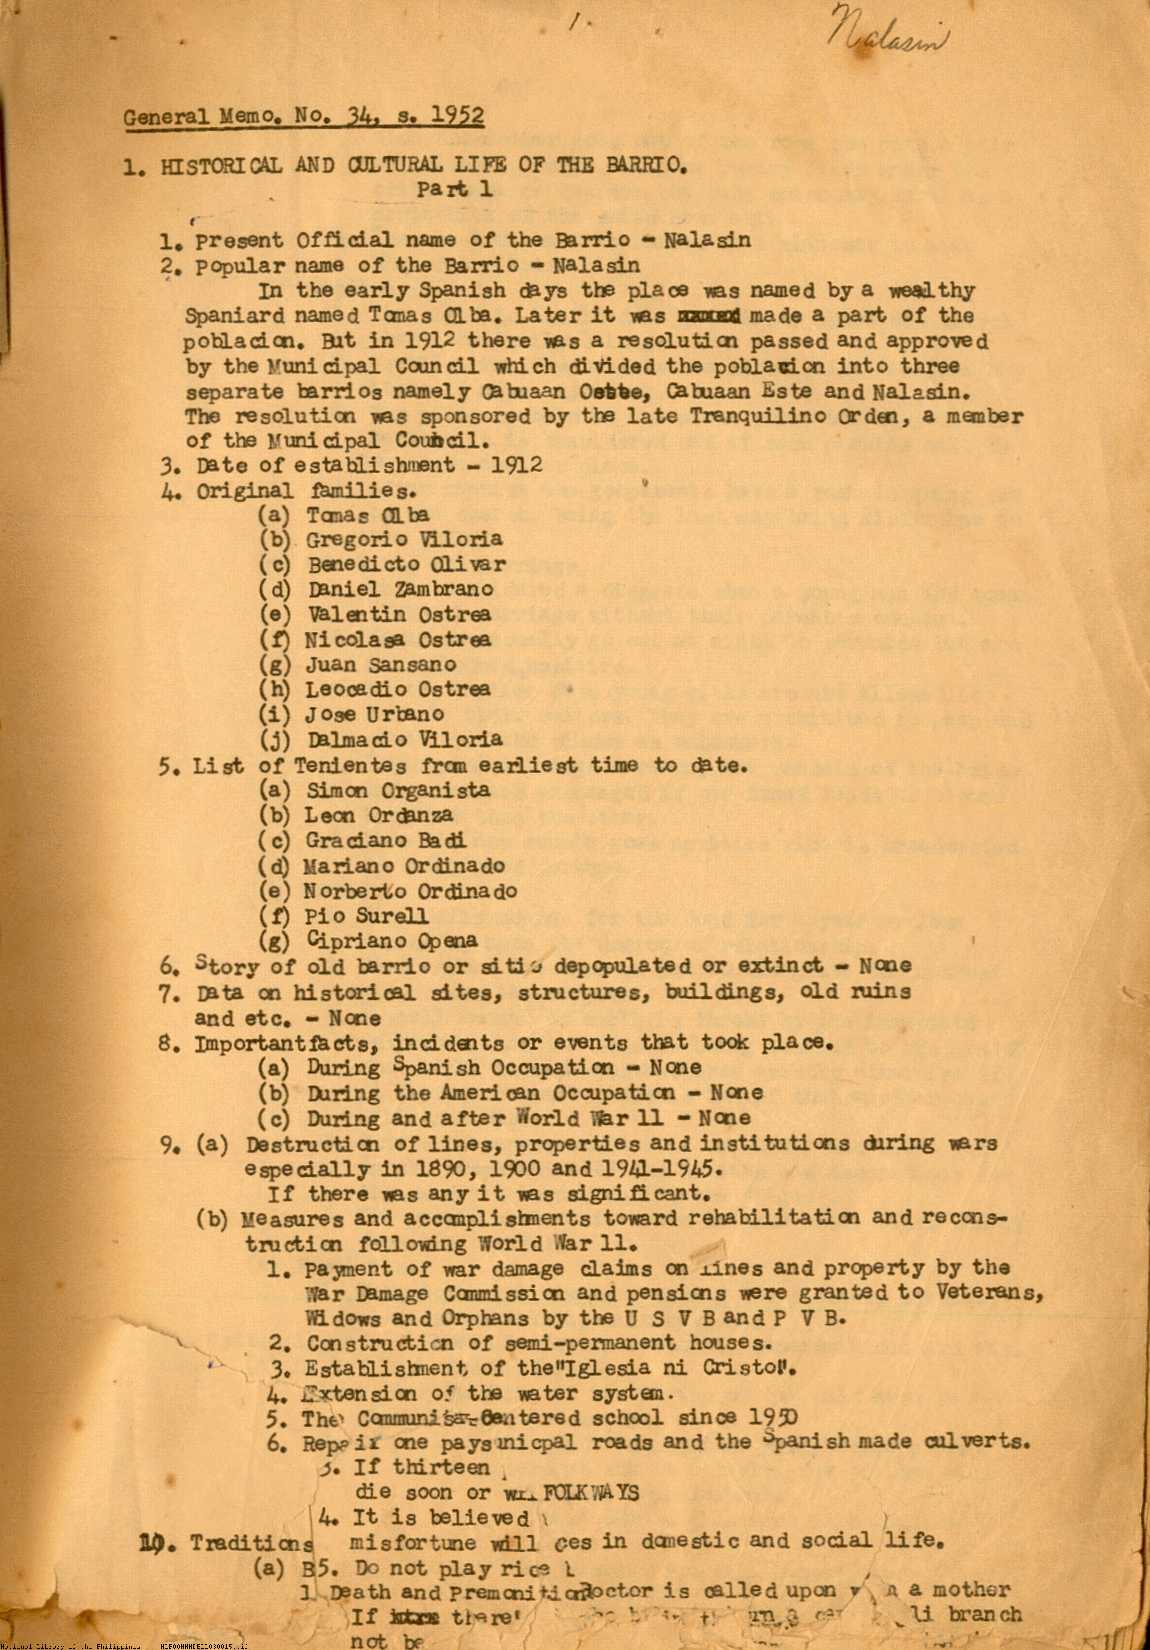 1.
Nalasin
General Memo. No. 34, s. 1952
1. HISTORICAL AND CULTURAL LIFE OF THE BARRIO.
Part 1
1. Present Official name of the Barrio - Nalasin
2. Popular name of the Barrio - Nalasin
In the early Spanish days the place was named by a wealthy
Spaniard named Tomas Olba. Later it was made a part of the
poblacion. But in 1912 there was a resolution passed and approved
by the Municipal Council which divided the poblacion into three
separate barrios namely Cabuaan Oeste, Cabuaan Este and Nalasin.
The resolution was sponsored by the late Tranquilino Orden, a member
of the Municipal Council.
3. Date of establishment - 1912
4. Original families.
(a) Tomas Olba
(b) Gregorio Viloria
(c) Benedicto Olivar
(d) Daniel Zambrano
(e) Valentin Ostrea
(f) Nicolasa Ostrea
(g) Juan Sansano
(h) Leocadio Ostrea
(i) Jose Urbano
(j) Dalmacio Viloria
5. List of Tenientes from earliest time to date.
(a) Simon Organista
(b) Leon Ordanza
(c) Graciano Badi
(d) Mariano Ordinado
(e) Norberto Ordinado
(f) Pio Surell
(g) Cipriano Opena
6. Story of old barrio or sitio depopulated or extinct - None
7. Data on historical sites, structures, buildings, old ruins
and etc. - None
8. Importantfacts, incidents or events that took place.
(a) During Spanish Occupation - None
(b) During the American Occupation - None
(c) During and after World War 11 - None
9. (a) Destruction of lines, properties and institutions during wars
especially in 1890, 1900 and 1941-1945.
If there was any it was significant.
(b) Measures and accomplishments toward rehabilitation and recons-
truction following World War 11.
1. Payment of war damage claims on lines and property by the
War Damage Commission and pensions were granted to Veterans,
Widows and Orphans by the U S V B and P V B.
2. Construction of semi-permanent houses.
3. Establishment of the"Iglesia ni Cristo".
4. Extension of the water system.
5. The Centered school since 1950
6. Repair one roads and the Spanish made culverts.
3. If thirteen
die soon or FOLKWAYS
4. It is believed
10. Traditions misfortune will ces in domestic and social life.
(a) B5. Do not play rice
1. Death and is called upon a mother
If there branch
not be